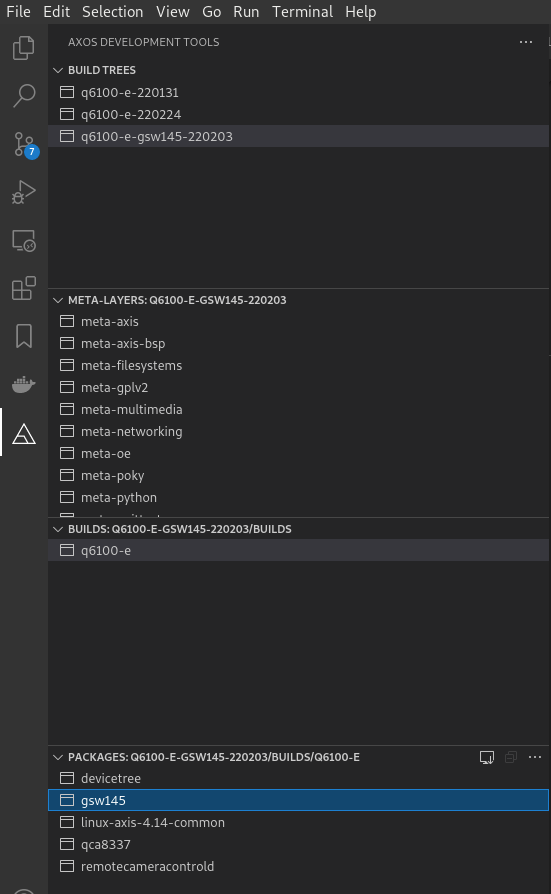 File Edit Selection View Go Run Terminal Help
AXOS DEVELOPMENT TOOLS
BUILD TREES
q6100-e-220131
q6100-e-220224
q6100-e-gsw145-220203
7
META-LAYERS: Q6100-E-GSW145-220203
meta-axis
meta-axis-bsp
meta-filesystems
meta-gplv2
meta-multimedia
meta-networking
meta-oe
meta-poky
meta-python
BUILDS: Q6100-E-GSW145-220203/BUILDS
q6100-e
PACKAGES: Q6100-E-GSW145-220203/BUILDS/Q6100-E
devicetree
gsw145
linux-axis-4.14-common
qca8337
remotecameracontrold